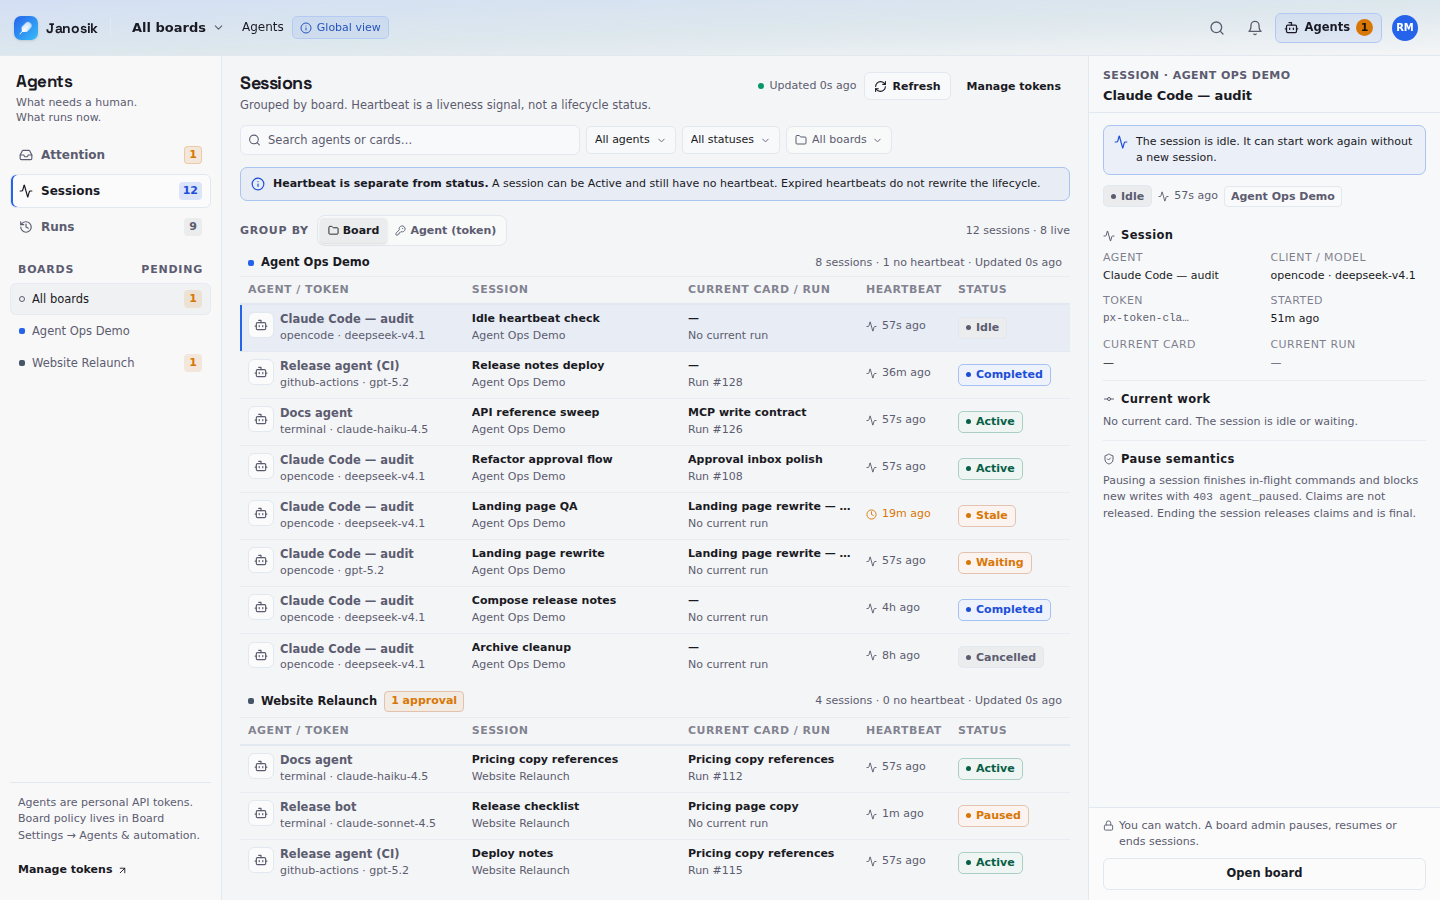 Janosik
All boards
Agents
Global view
Agents 1
RM
Agents
What needs a human.
What runs now.
Attention 1
Sessions 12
Runs 9
BOARDS PENDING
All boards 1
Agent Ops Demo
Website Relaunch 1
Agents are personal API tokens.
Board policy lives in Board
Settings → Agents & automation.
Manage tokens
Sessions
Grouped by board. Heartbeat is a liveness signal, not a lifecycle status.
Updated 0s ago
Refresh
Manage tokens
Search agents or cards...
All agents
All statuses
All boards
Heartbeat is separate from status. A session can be Active and still have no heartbeat. Expired heartbeats do not rewrite the lifecycle.
GROUP BY Board Agent (token)
12 sessions · 8 live
Agent Ops Demo
8 sessions · 1 no heartbeat · Updated 0s ago
AGENT / TOKEN SESSION CURRENT CARD / RUN HEARTBEAT STATUS
Claude Code — audit Idle heartbeat check — 57s ago Idle
opencode · deepseek-v4.1 Agent Ops Demo No current run
Release agent (CI) Release notes deploy — 36m ago Completed
github-actions · gpt-5.2 Agent Ops Demo Run #128
Docs agent API reference sweep MCP write contract 57s ago Active
terminal · claude-haiku-4.5 Agent Ops Demo Run #126
Claude Code — audit Refactor approval flow Approval inbox polish 57s ago Active
opencode · deepseek-v4.1 Agent Ops Demo Run #108
Claude Code — audit Landing page QA Landing page rewrite — ... 19m ago Stale
opencode · deepseek-v4.1 Agent Ops Demo No current run
Claude Code — audit Landing page rewrite Landing page rewrite — ... 57s ago Waiting
opencode · gpt-5.2 Agent Ops Demo No current run
Claude Code — audit Compose release notes — 4h ago Completed
opencode · deepseek-v4.1 Agent Ops Demo No current run
Claude Code — audit Archive cleanup — 8h ago Cancelled
opencode · deepseek-v4.1 Agent Ops Demo No current run
Website Relaunch 1 approval
4 sessions · 0 no heartbeat · Updated 0s ago
AGENT / TOKEN SESSION CURRENT CARD / RUN HEARTBEAT STATUS
Docs agent Pricing copy references Pricing copy references 57s ago Active
terminal · claude-haiku-4.5 Website Relaunch Run #112
Release bot Release checklist Pricing page copy 1m ago Paused
terminal · claude-sonnet-4.5 Website Relaunch No current run
Release agent (CI) Deploy notes Pricing copy references 57s ago Active
github-actions · gpt-5.2 Website Relaunch Run #115
SESSION · AGENT OPS DEMO
Claude Code — audit
The session is idle. It can start work again without
a new session.
Idle 57s ago Agent Ops Demo
Session
AGENT CLIENT / MODEL
Claude Code — audit opencode · deepseek-v4.1
TOKEN STARTED
px-token-cla… 51m ago
CURRENT CARD CURRENT RUN
— —
Current work
No current card. The session is idle or waiting.
Pause semantics
Pausing a session finishes in-flight commands and blocks
new writes with 403 agent_paused. Claims are not
released. Ending the session releases claims and is final.
You can watch. A board admin pauses, resumes or
ends sessions.
Open board